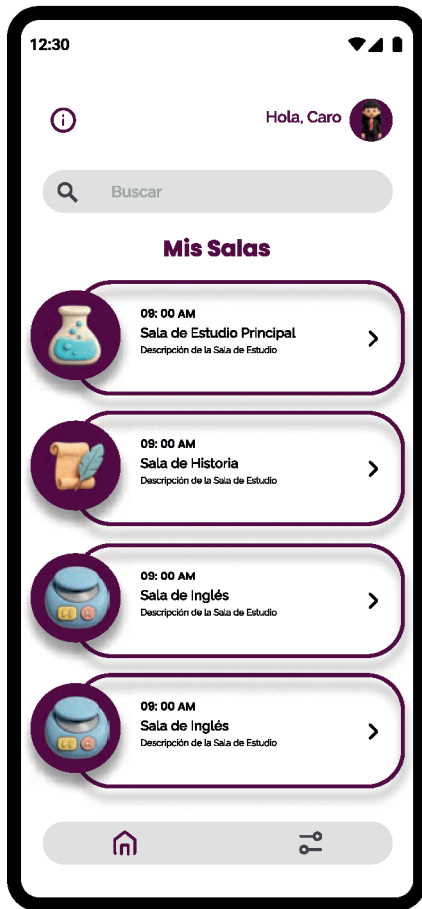 12:30
Hola, Caro
Buscar
Mis Salas
09: 00 AM
Sala de Estudio Principal
Descripción de la Sala de Estudio
09: 00 AM
Sala de Historia
Descripción de la Sala de Estudio
09: 00 AM
Sala de Inglés
Descripción de la Sala de Estudio
09: 00 AM
Sala de Inglés
Descripción de la Sala de Estudio